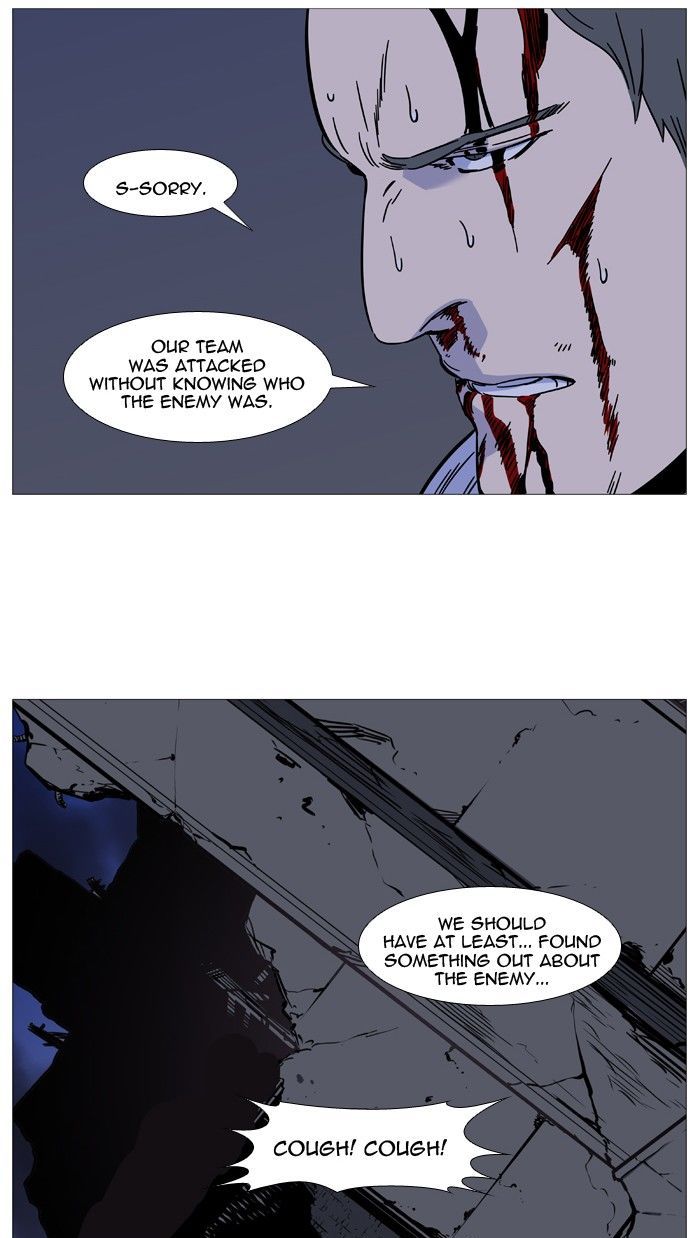 S-SORRY.
OUR TEAM
WAS ATTACKED
WITHOUT KNOWING WHO
THE ENEMY WAS.
WE SHOULD
HAVE AT LEAST... FOUND
SOMETHING OUT ABOUT
THE ENEMY...
COUGH! COUGH!